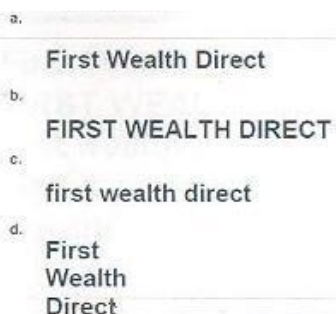 a.
First Wealth Direct
b.
FIRST WEALTH DIRECT
c.
first wealth direct
d.
First
Wealth
Direct